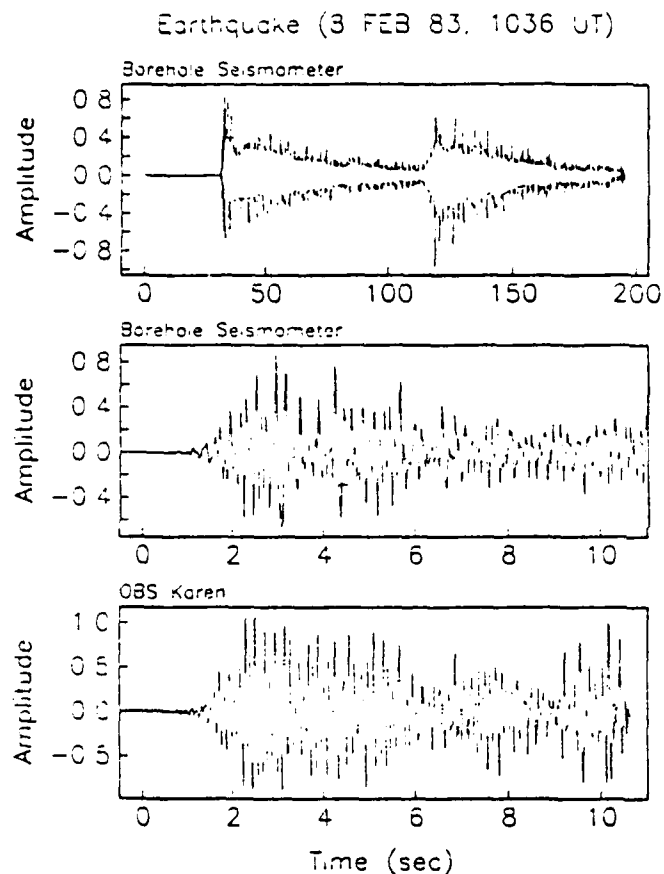 Earthquake (3 FEB 83, 1036 UT)
Borehole Seismometer
Amplitude
0.8
0.4
0.0
-0.4
-0.8
0 50 100 150 200
Borehole Seismometer
Amplitude
0.8
0.4
0.0
-0.4
0 2 4 6 8 10
OBS Karen
Amplitude
1.0
0.5
0.0
-0.5
0 2 4 6 8 10
Time (sec)